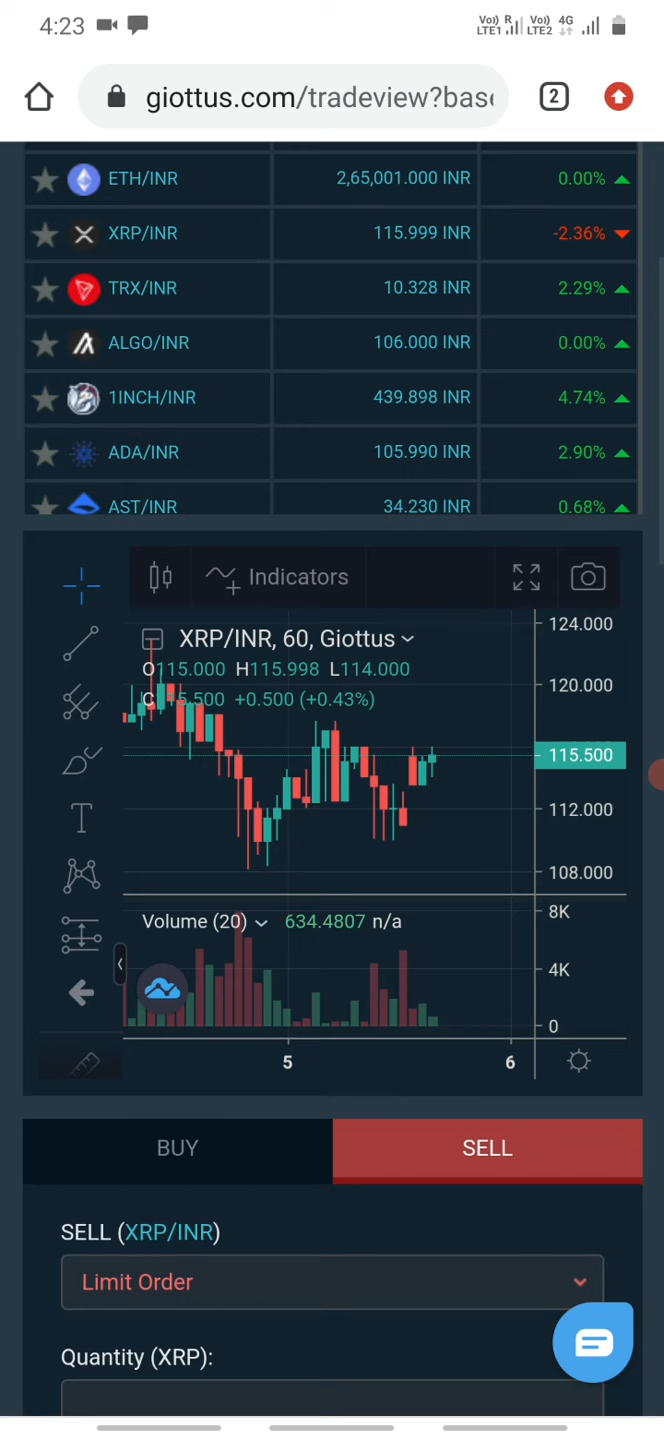 4:23 Vo)) R LTE1 Vo)) LTE2 4G
giottus.com/tradeview?base 2
ETH/INR 2,65,001.000 INR 0.00%
XRP/INR 115.999 INR -2.36%
TRX/INR 10.328 INR 2.29%
ALGO/INR 106.000 INR 0.00%
1INCH/INR 439.898 INR 4.74%
ADA/INR 105.990 INR 2.90%
AST/INR 34.230 INR 0.68%
Indicators
XRP/INR, 60, Giottus
O115.000 H115.998 L114.000
C115.500 +0.500 (+0.43%)
124.000
120.000
115.500
112.000
108.000
Volume (20) 634.4807 n/a
8K
4K
0
5 6
BUY SELL
SELL (XRP/INR)
Limit Order
Quantity (XRP):